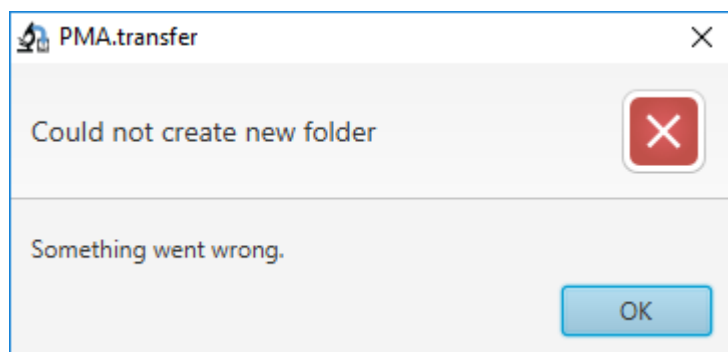 PMA.transfer
Could not create new folder
Something went wrong.
OK